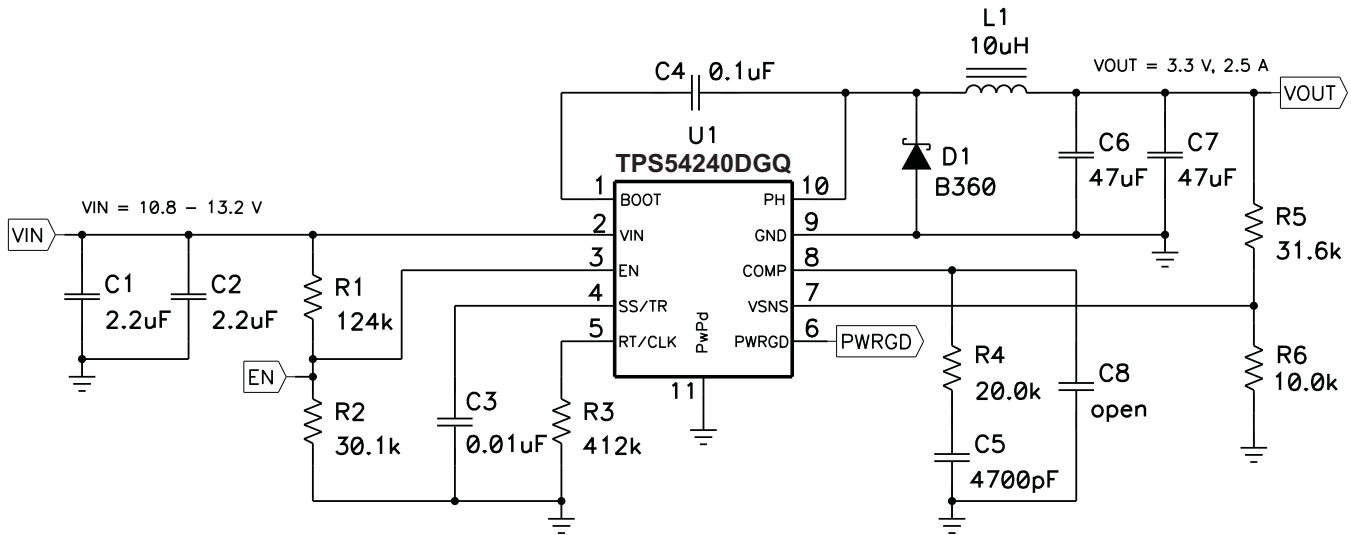 L1
10uH
C4 0.1uF
VOUT = 3.3 V, 2.5 A
VOUT
U1
TPS54240DGQ
C6
47uF
C7
47uF
D1
B360
1
BOOT
PH
10
VIN = 10.8 - 13.2 V
VIN
2
VIN
GND
9
R5
31.6k
3
EN
COMP
8
C1
2.2uF
C2
2.2uF
R1
124k
4
SS/TR
VSNS
7
5
RT/CLK
PwPd
PWRGD
6
PWRGD
EN
11
R4
20.0k
C8
open
R6
10.0k
R2
30.1k
C3
0.01uF
R3
412k
C5
4700pF